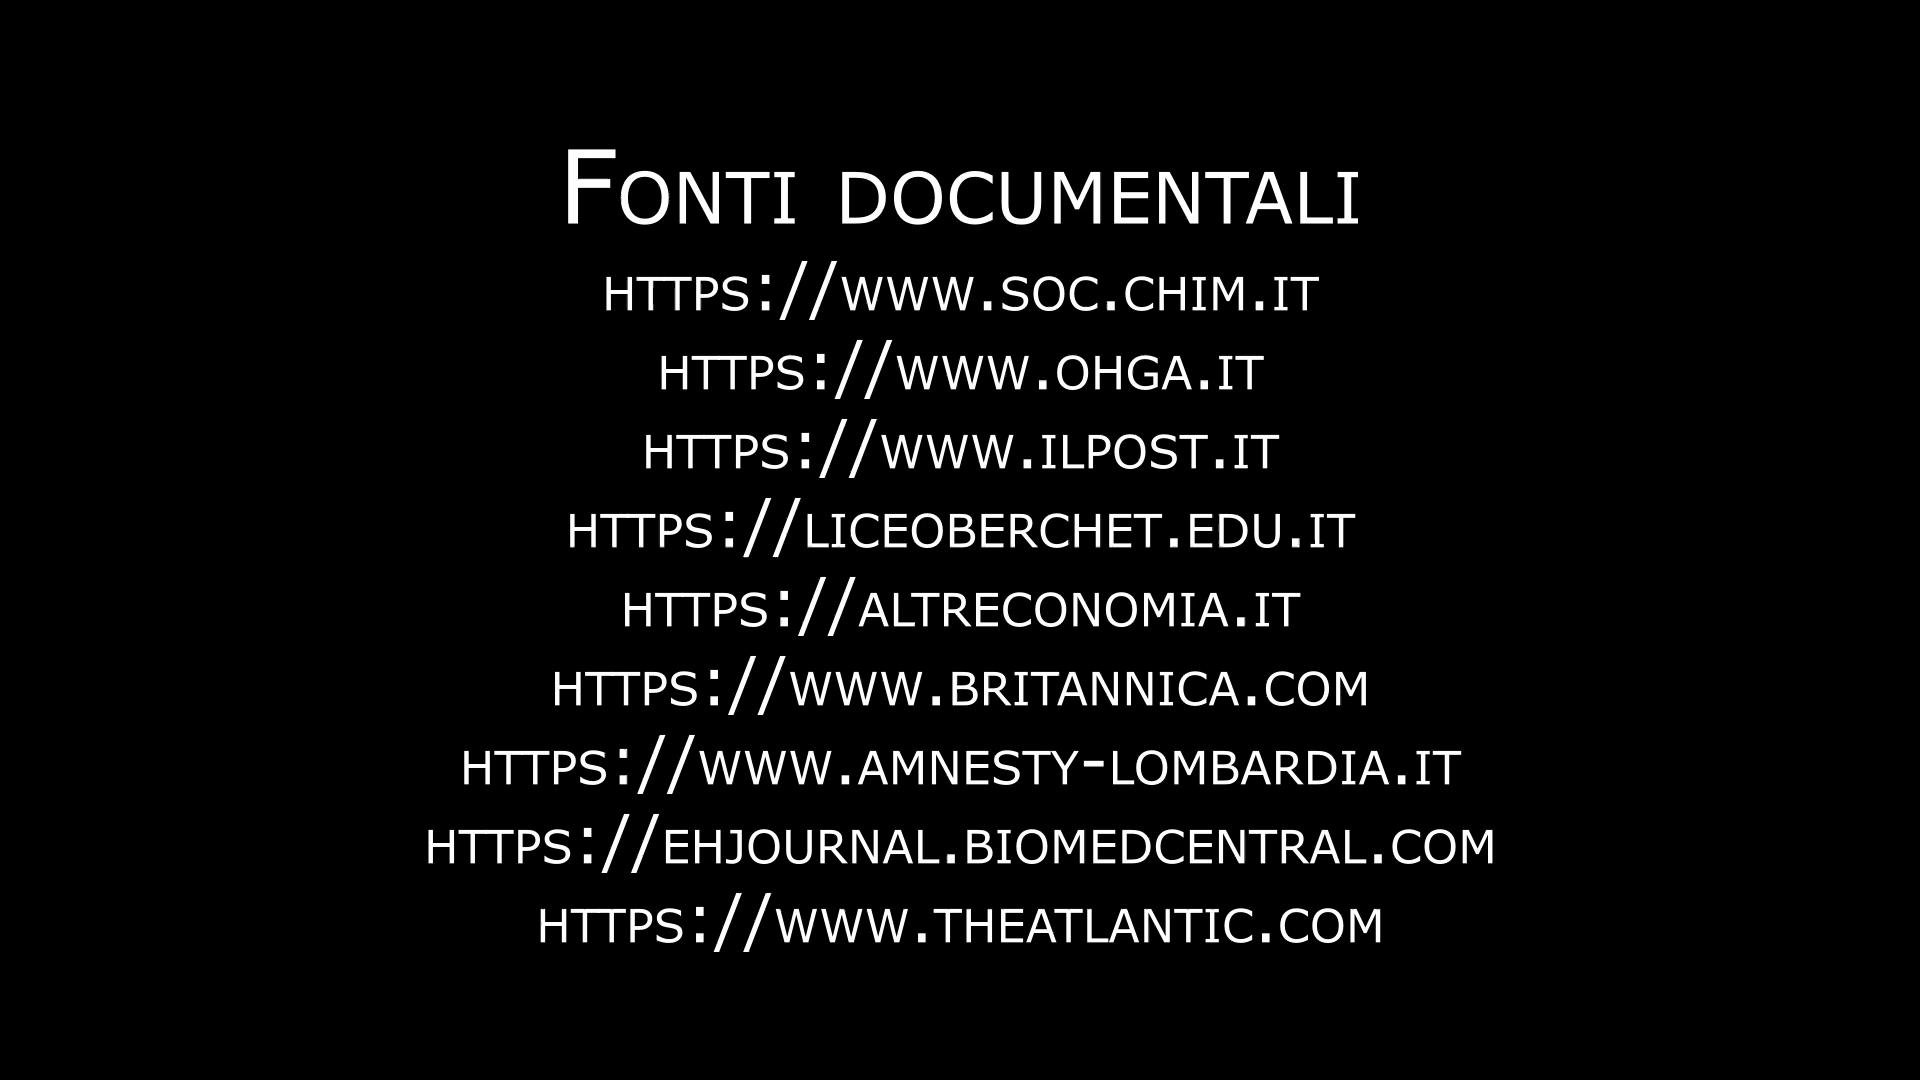 Fonti documentali
https://www.soc.chim.it
https://www.ohga.it
https://www.ilpost.it
https://liceoberchet.edu.it
https://altreconomia.it
https://www.britannica.com
https://www.amnesty-lombardia.it
https://ehjournal.biomedcentral.com
https://www.theatlantic.com